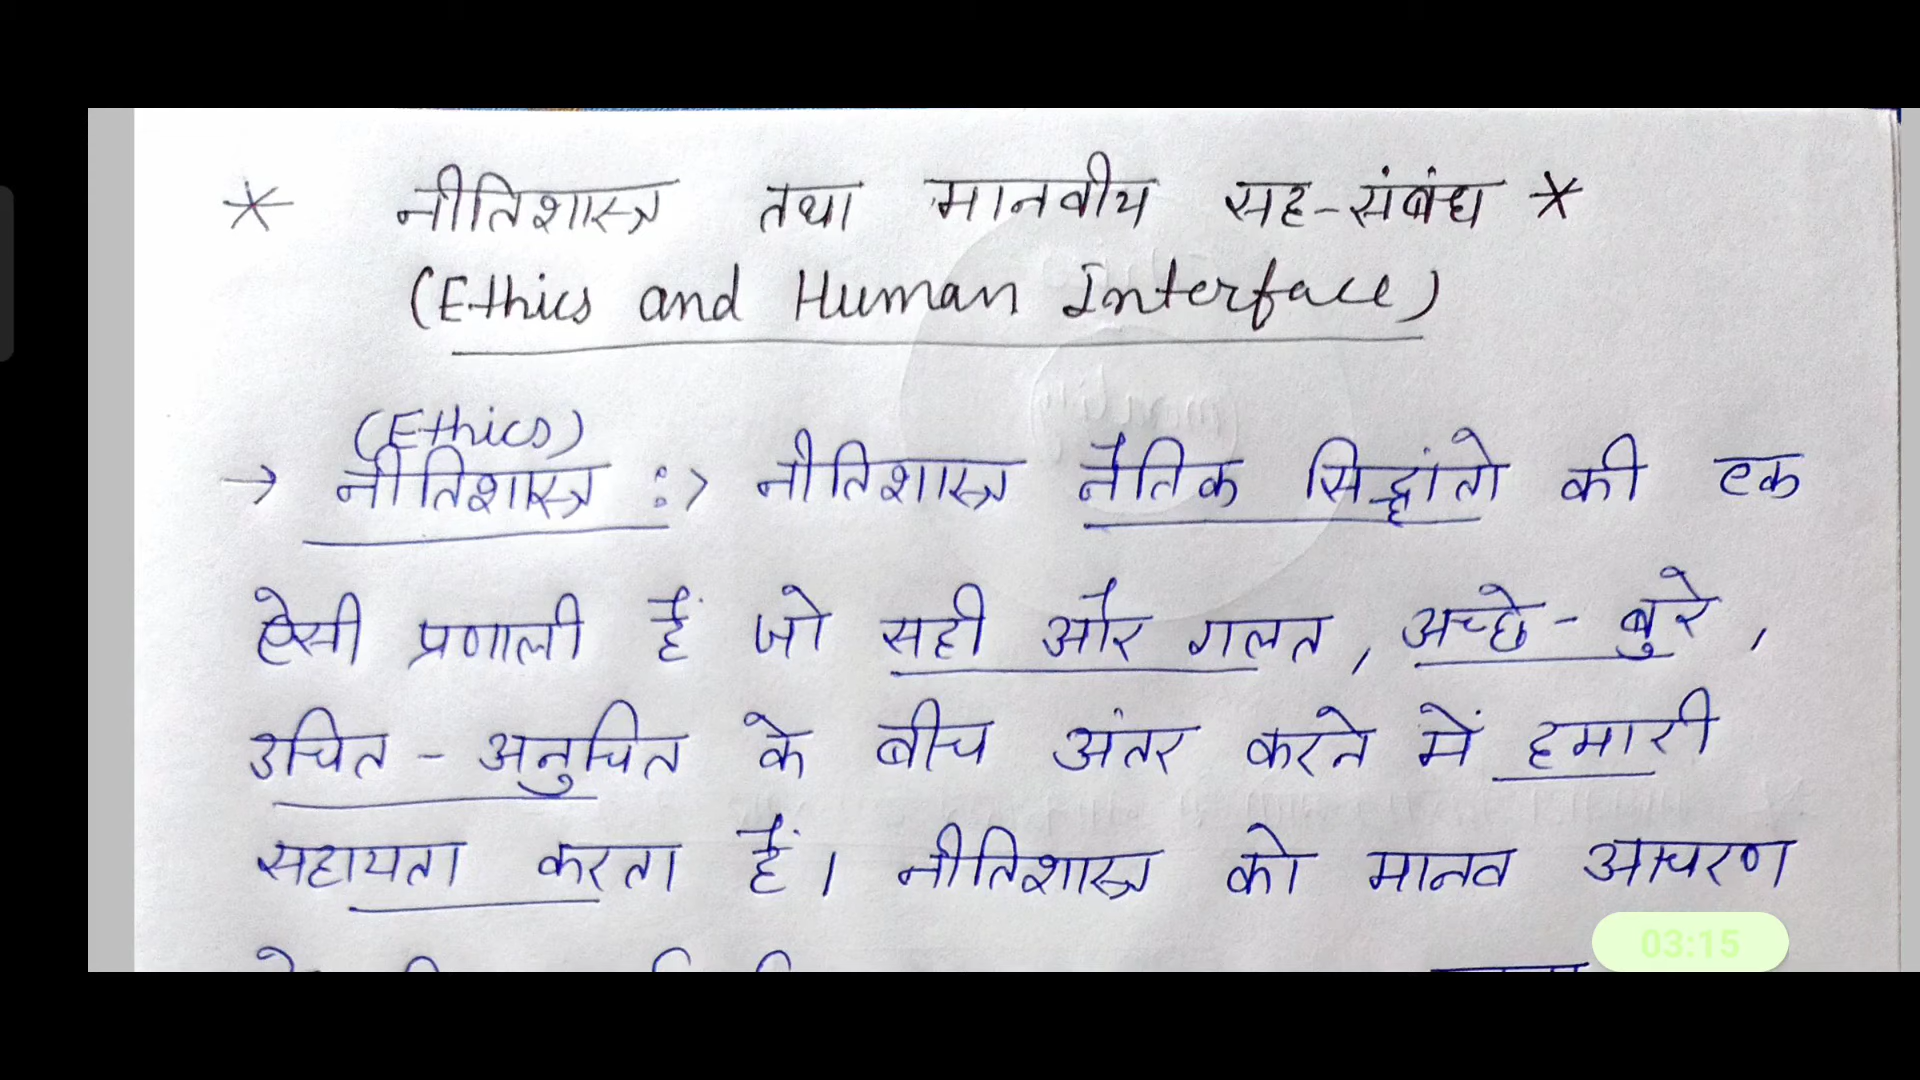 * नीतिशास्त्र तथा मानवीय सह-संबंध *
(Ethics and Human Interface)
(Ethics)
→ नीतिशास्त्र :> नीतिशास्त्र नैतिक सिद्धांतो की एक
ऐसी प्रणाली हैं जो सही और गलत, अच्छे - बुरे,
उचित - अनुचित के बीच अंतर करने में हमारी
सहायता करता हैं। नीतिशास्त्र को मानव आचरण
03:15